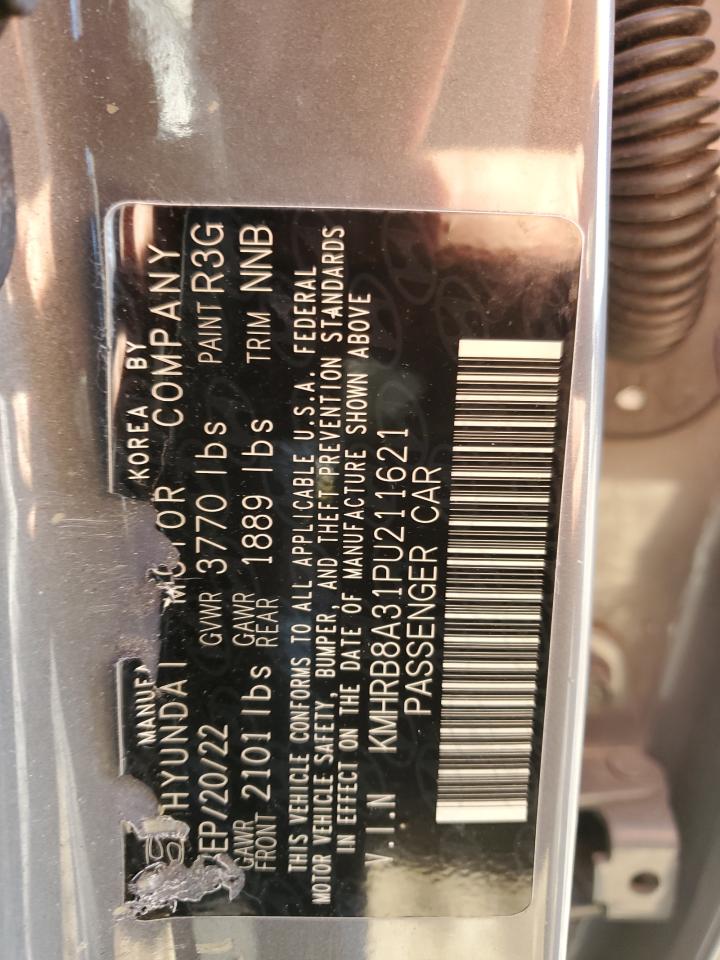 MANUFA KOREA BY
HYUNDAI MOTOR COMPANY
EP/20/22 GVWR 3770 lbs PAINT R3G
GAWR FRONT 2101 lbs GAWR REAR 1889 lbs TRIM NNB
THIS VEHICLE CONFORMS TO ALL APPLICABLE U.S.A. FEDERAL
MOTOR VEHICLE SAFETY, BUMPER, AND THEFT PREVENTION STANDARDS
IN EFFECT ON THE DATE OF MANUFACTURE SHOWN ABOVE
V.I.N KMHRB8A31PU211621
PASSENGER CAR